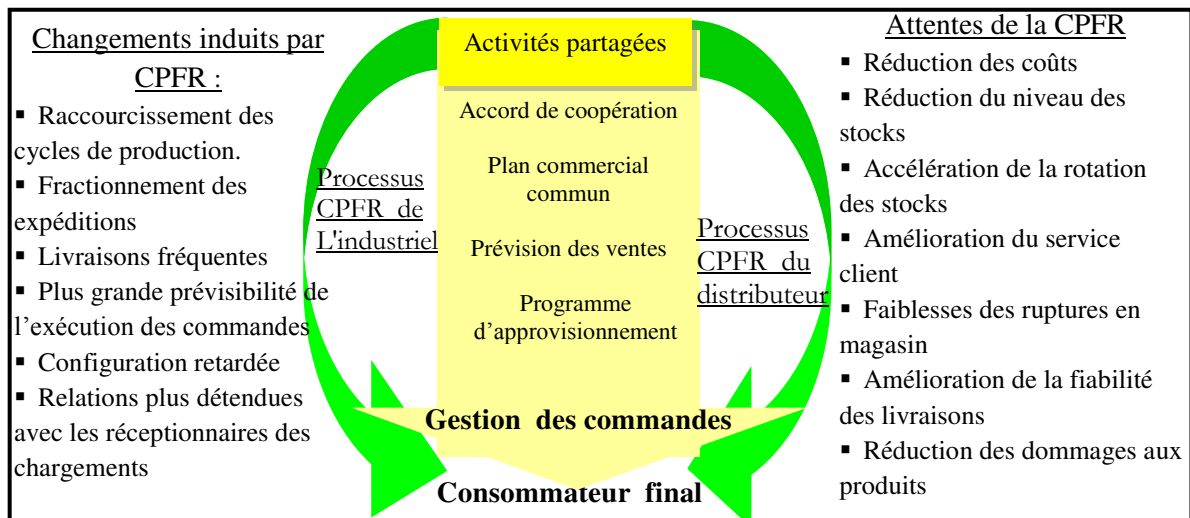 Changements induits par
CPFR :
▪ Raccourcissement des
cycles de production.
▪ Fractionnement des
expéditions
▪ Livraisons fréquentes
▪ Plus grande prévisibilité de
l’exécution des commandes
▪ Configuration retardée
▪ Relations plus détendues
avec les réceptionnaires des
chargements
Processus
CPFR de
L'industriel
Activités partagées
Accord de coopération
Plan commercial
commun
Prévision des ventes
Programme
d’approvisionnement
Gestion des commandes
Consommateur final
Processus
CPFR du
distributeur
Attentes de la CPFR
▪ Réduction des coûts
▪ Réduction du niveau des
stocks
▪ Accélération de la rotation
des stocks
▪ Amélioration du service
client
▪ Faiblesses des ruptures en
magasin
▪ Amélioration de la fiabilité
des livraisons
▪ Réduction des dommages aux
produits